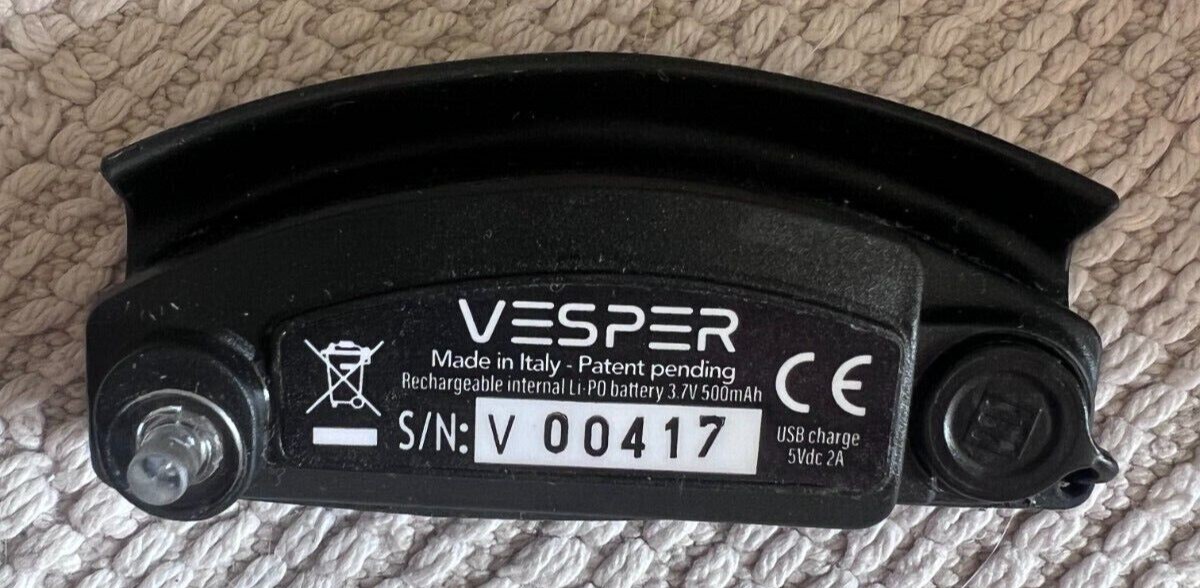 VESPER
Made in Italy - Patent pending
Rechargeable internal Li-PO battery 3.7V 500mAh
S/N: V 00417
CE
USB charge
5Vdc 2A